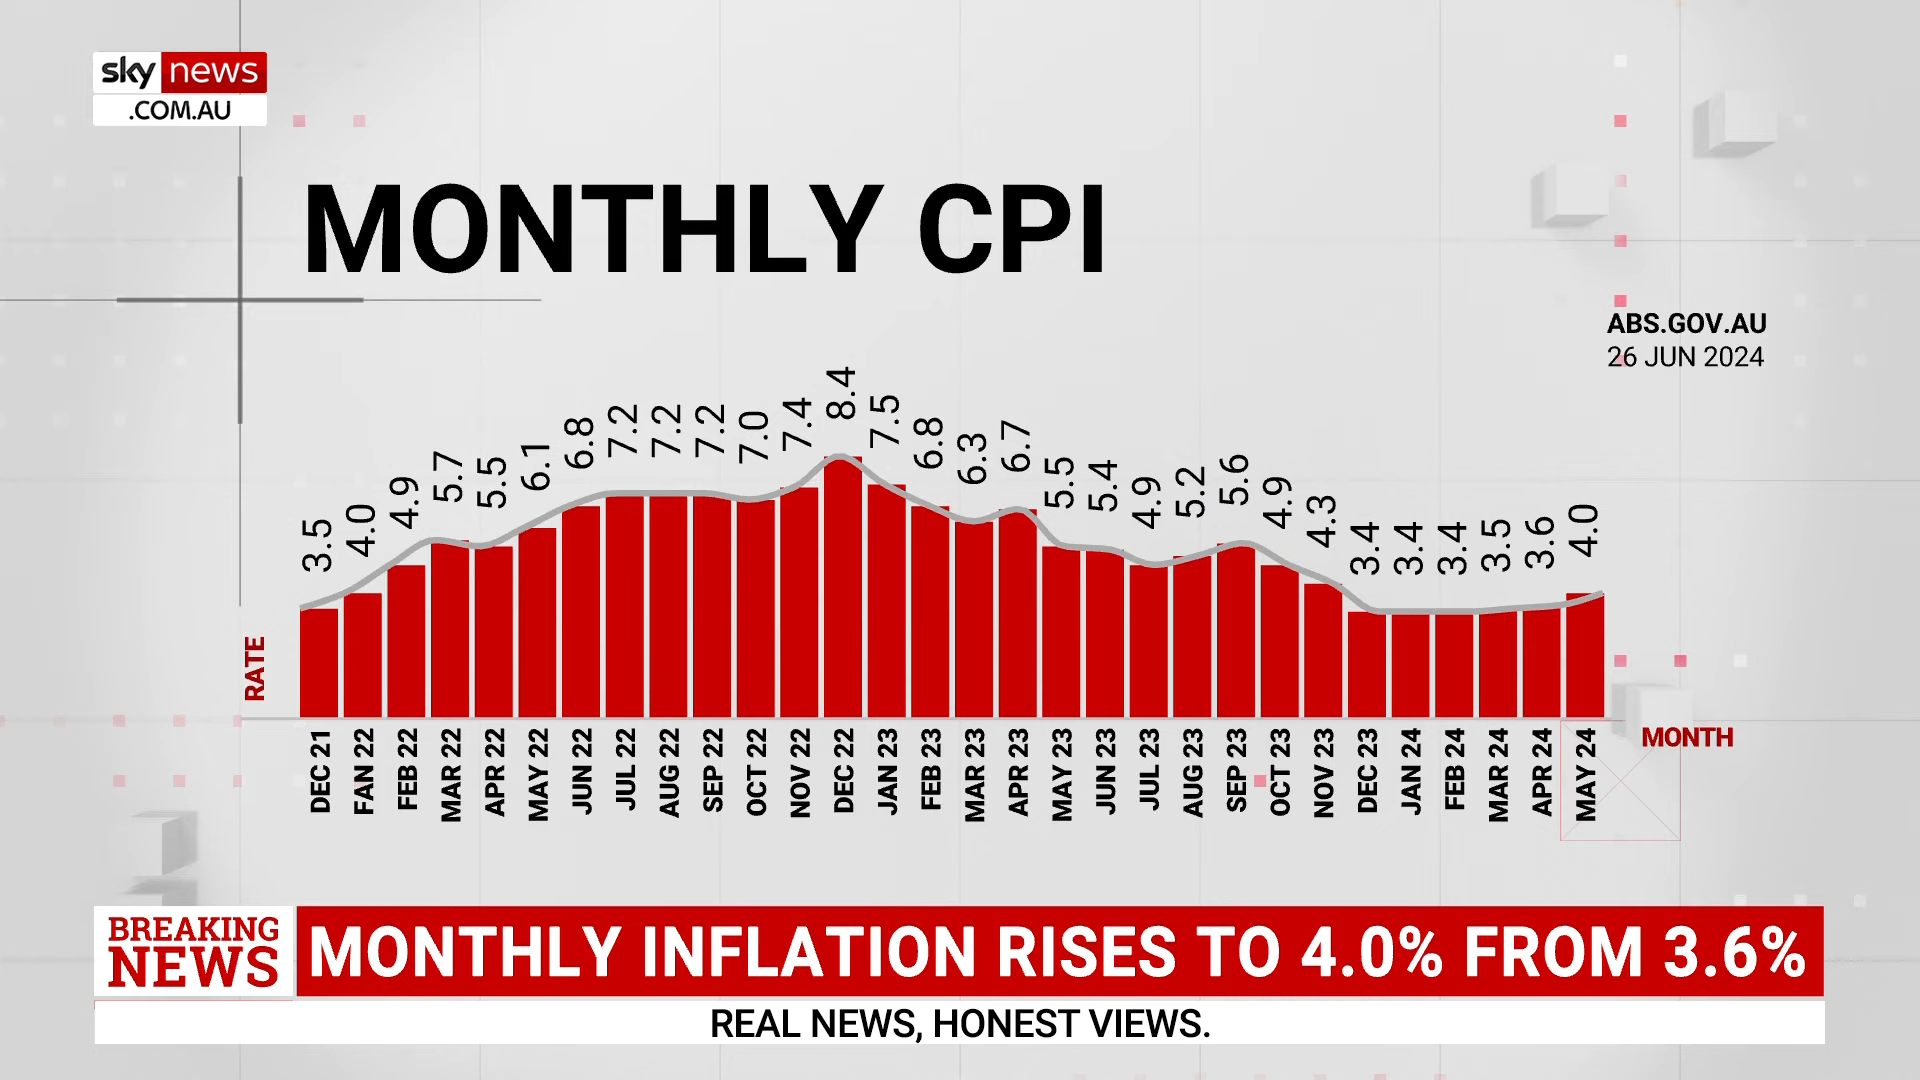 sky news
.COM.AU
MONTHLY CPI
ABS.GOV.AU
26 JUN 2024
3.5 4.0 4.9 5.7 5.5 6.1 6.8 7.2 7.2 7.2 7.0 7.4 8.4 7.5 6.8 6.3 6.7 5.5 5.4 4.9 5.2 5.6 4.9 4.3 3.4 3.4 3.4 3.5 3.6 4.0
RATE
DEC 21 FAN 22 FEB 22 MAR 22 APR 22 MAY 22 JUN 22 JUL 22 AUG 22 SEP 22 OCT 22 NOV 22 DEC 22 JAN 23 FEB 23 MAR 23 APR 23 MAY 23 JUN 23 JUL 23 AUG 23 SEP 23 OCT 23 NOV 23 DEC 23 JAN 24 FEB 24 MAR 24 APR 24 MAY 24
MONTH
BREAKING
NEWS
MONTHLY INFLATION RISES TO 4.0% FROM 3.6%
REAL NEWS, HONEST VIEWS.